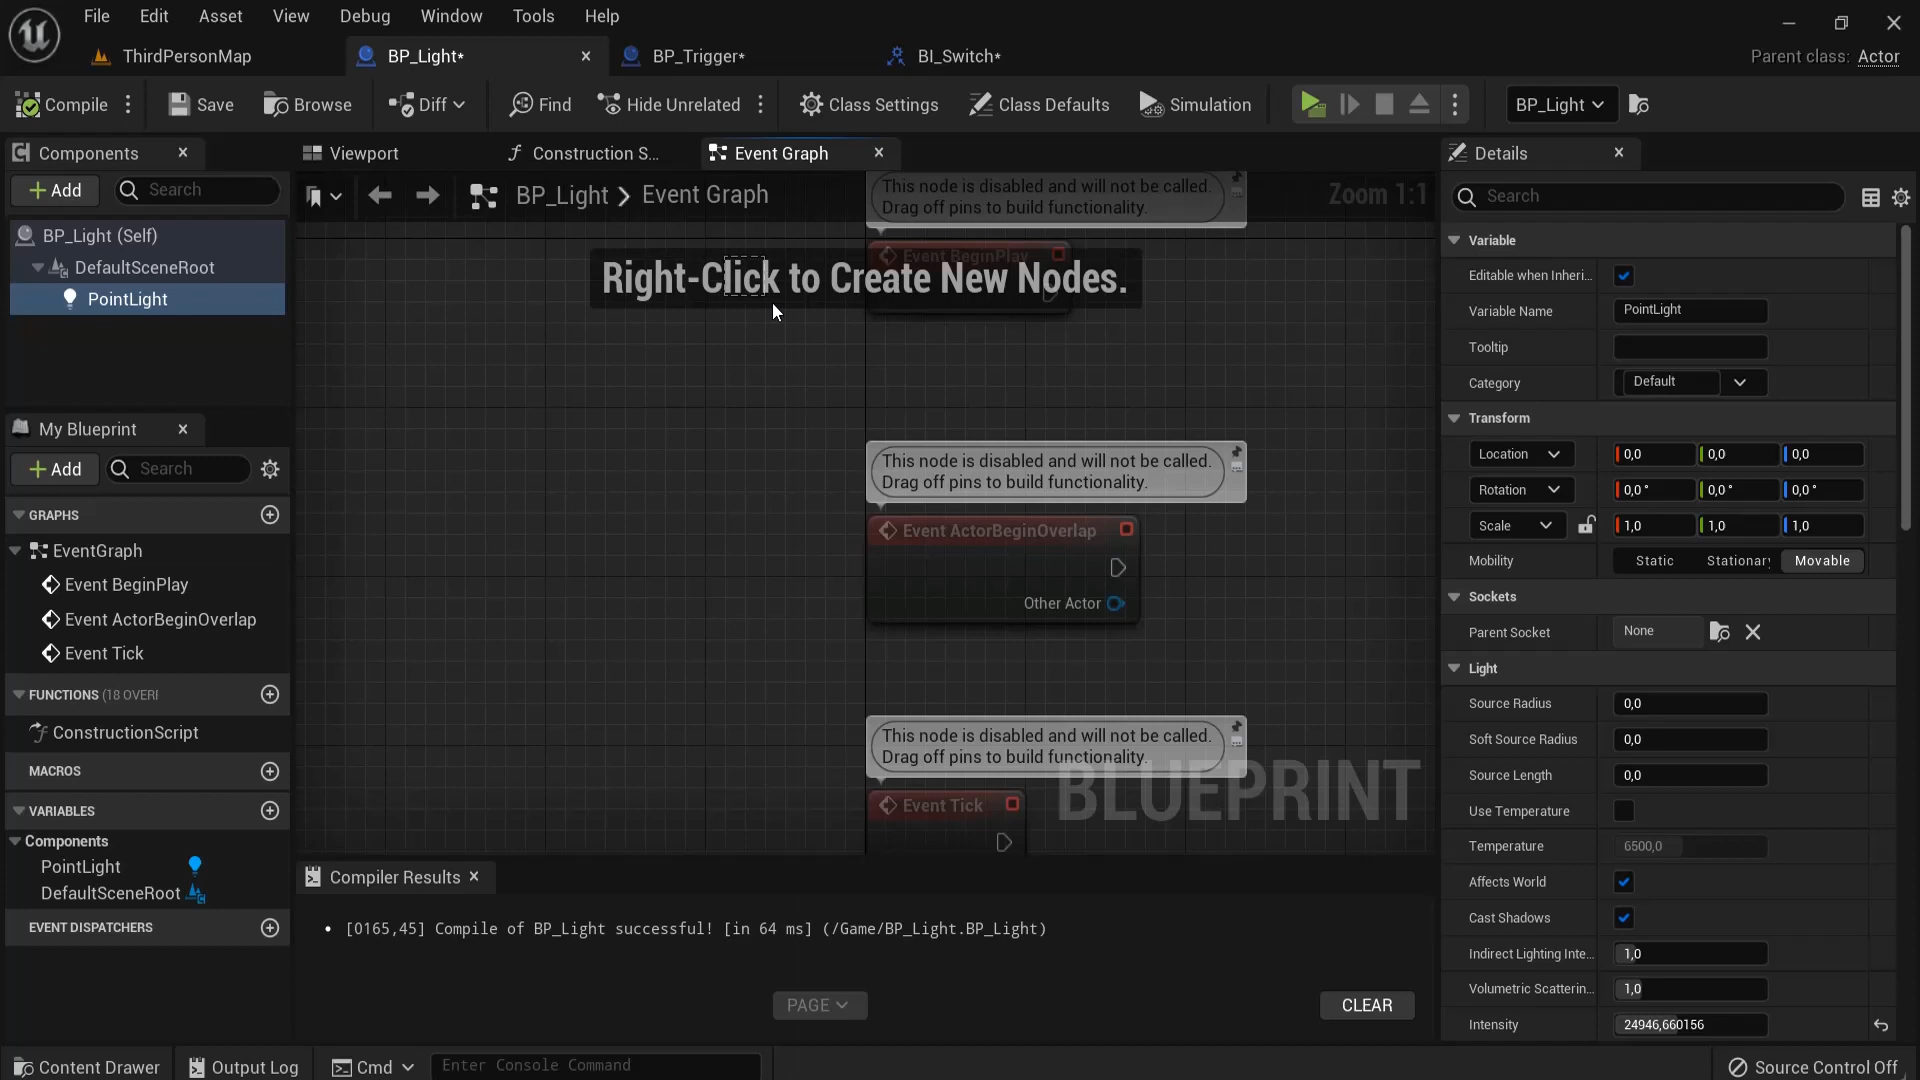 File Edit Asset View Debug Window Tools Help
ThirdPersonMap BP_Light* BP_Trigger* BI_Switch* Parent class: Actor
Compile Save Browse Diff Find Hide Unrelated Class Settings Class Defaults Simulation BP_Light
Components Viewport Construction S... Event Graph Details
+ Add Search BP_Light > Event Graph Zoom 1:1 Search
BP_Light (Self)
DefaultSceneRoot
PointLight
My Blueprint
+ Add Search
GRAPHS
EventGraph
Event BeginPlay
Event ActorBeginOverlap
Event Tick
FUNCTIONS (18 OVERI
ConstructionScript
MACROS
VARIABLES
Components
PointLight
DefaultSceneRoot
EVENT DISPATCHERS
This node is disabled and will not be called.
Drag off pins to build functionality.
Event BeginPlay
Right-Click to Create New Nodes.
This node is disabled and will not be called.
Drag off pins to build functionality.
Event ActorBeginOverlap
Other Actor
This node is disabled and will not be called.
Drag off pins to build functionality.
Event Tick
BLUEPRINT
Compiler Results
• [0165,45] Compile of BP_Light successful! [in 64 ms] (/Game/BP_Light.BP_Light)
PAGE CLEAR
Variable
Editable when Inheri...
Variable Name PointLight
Tooltip
Category Default
Transform
Location 0,0 0,0 0,0
Rotation 0,0 ° 0,0 ° 0,0 °
Scale 1,0 1,0 1,0
Mobility Static Stationary Movable
Sockets
Parent Socket None
Light
Source Radius 0,0
Soft Source Radius 0,0
Source Length 0,0
Use Temperature
Temperature 6500,0
Affects World
Cast Shadows
Indirect Lighting Inte... 1,0
Volumetric Scatterin... 1,0
Intensity 24946,660156
Content Drawer Output Log Cmd Enter Console Command Source Control Off